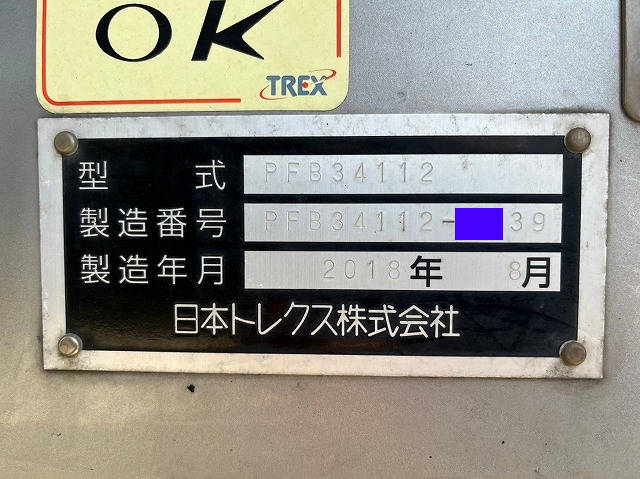 OK
TREX
型 式 PFB34112
製造番号 PFB34112- 39
製造年月 2018年 8月
日本トレクス株式会社